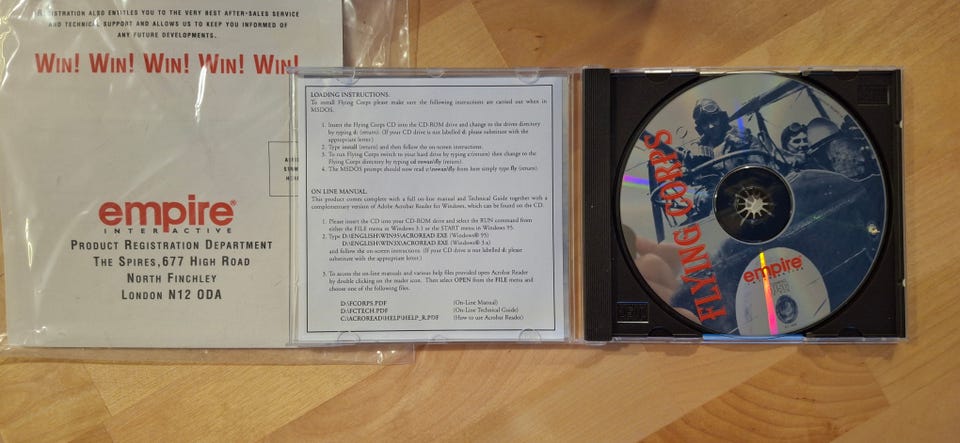 REGISTRATION ALSO ENTITLES YOU TO THE VERY BEST AFTER-SALES SERVICE
AND TECHNICAL SUPPORT AND ALLOWS US TO KEEP YOU INFORMED OF
ANY FUTURE DEVELOPMENTS.
WIN! WIN! WIN! WIN! WIN!
empire®
INTERACTIVE
PRODUCT REGISTRATION DEPARTMENT
THE SPIRES, 677 HIGH ROAD
NORTH FINCHLEY
LONDON N12 0DA
LOADING INSTRUCTIONS.
To install Flying Corps please make sure the following instructions are carried out when in
MSDOS.
1. Insert the Flying Corps CD into the CD-ROM drive and change to the drives directory
by typing d: (return). (If your CD drive is not labelled d: please substitute with the
appropriate letter)
2. Type install (return) and then follow the on-screen instructions.
3. To run Flying Corps switch to your hard drive by typing c:(return) then change to the
Flying Corps directory by typing cd rowan\fly (return).
4. The MSDOS prompt should now read c:\rowan\fly from here simply type fly (return).
ON LINE MANUAL.
This product comes complete with a full on-line manual and Technical Guide together with a
complementary version of Adobe Acrobat Reader for Windows, which can be found on the CD.
1. Please insert the CD into your CD-ROM drive and select the RUN command from
either the FILE menu in Windows 3.1 or the START menu in Windows 95.
2. Type D:\ENGLISH\WIN95\ACROREAD.EXE (Windows® 95)
D:\ENGLISH\WIN3X\ACROREAD.EXE (Windows® 3.x)
and follow the on-screen instructions. (If your CD drive is not labelled d: please
substitute with the appropriate letter.)
3. To access the on-line manuals and various help files provided open Acrobat Reader
by double clicking on the reader icon. Then select OPEN from the FILE menu and
choose one of the following files.
D:\FCORPS.PDF (On-Line Manual)
D:\FCTECH.PDF (On-Line Technical Guide)
C:\ACROREAD\HELP\HELP_R.PDF (How to use Acrobat Reader)
FLYING CORPS
empire